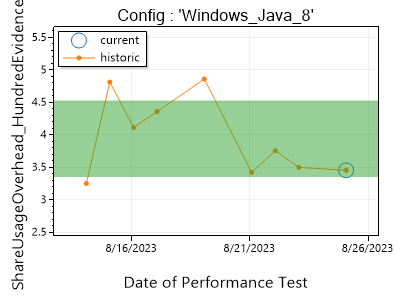 Config : 'Windows_Java_8'
ShareUsageOverhead_HundredEvidence
current
historic
5.5
5
4.5
4
3.5
3
2.5
8/16/2023
8/21/2023
8/26/2023
Date of Performance Test